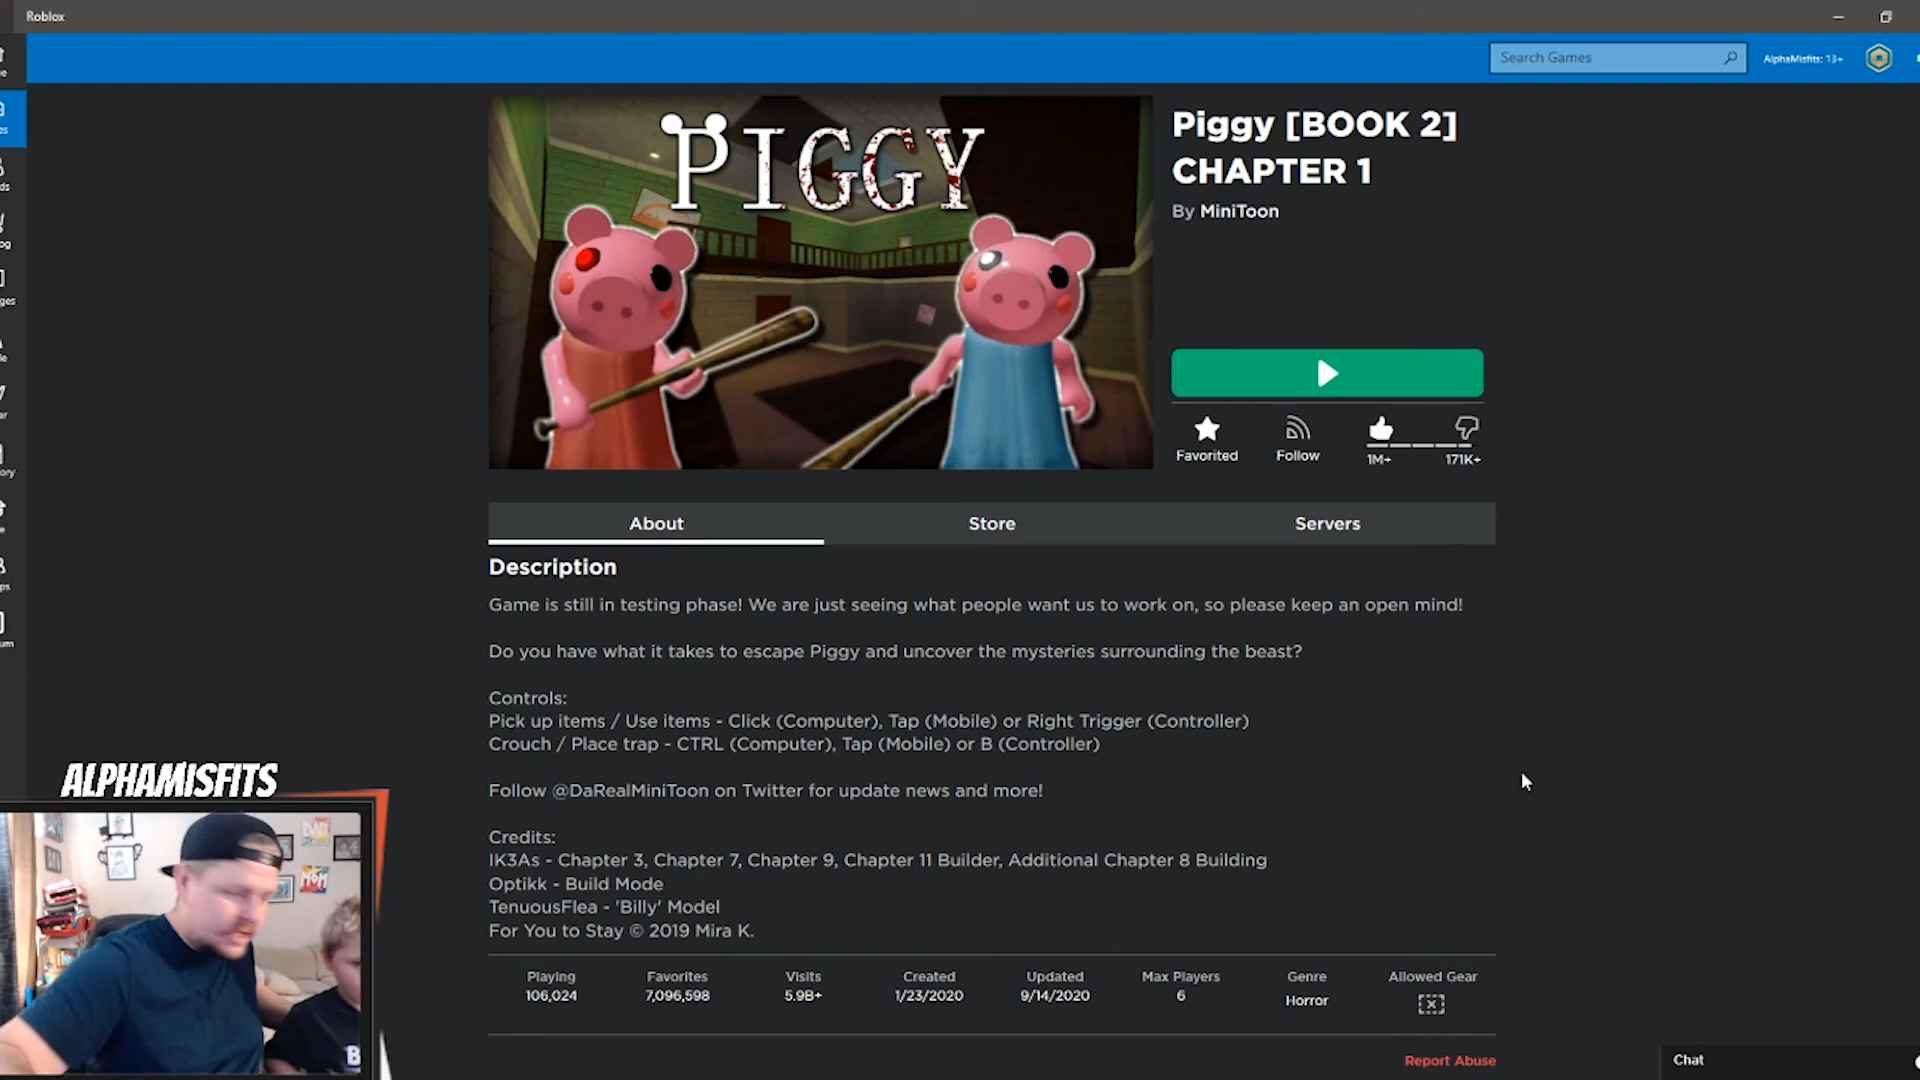 Roblox
Search Games
AlphaMisfits: 13+
PIGGY
Piggy [BOOK 2]
CHAPTER 1
By MiniToon
Favorited
Follow
1M+
171K+
About
Store
Servers
Description
Game is still in testing phase! We are just seeing what people want us to work on, so please keep an open mind!
Do you have what it takes to escape Piggy and uncover the mysteries surrounding the beast?
Controls:
Pick up items / Use items - Click (Computer), Tap (Mobile) or Right Trigger (Controller)
Crouch / Place trap - CTRL (Computer), Tap (Mobile) or B (Controller)
Follow @DaRealMiniToon on Twitter for update news and more!
Credits:
IK3As - Chapter 3, Chapter 7, Chapter 9, Chapter 11 Builder, Additional Chapter 8 Building
Optikk - Build Mode
TenuousFlea - 'Billy' Model
For You to Stay © 2019 Mira K.
Playing
Favorites
Visits
Created
Updated
Max Players
Genre
Allowed Gear
106,024
7,096,598
5.9B+
1/23/2020
9/14/2020
6
Horror
Report Abuse
Chat
ALPHAMISFITS
DAD
MOM